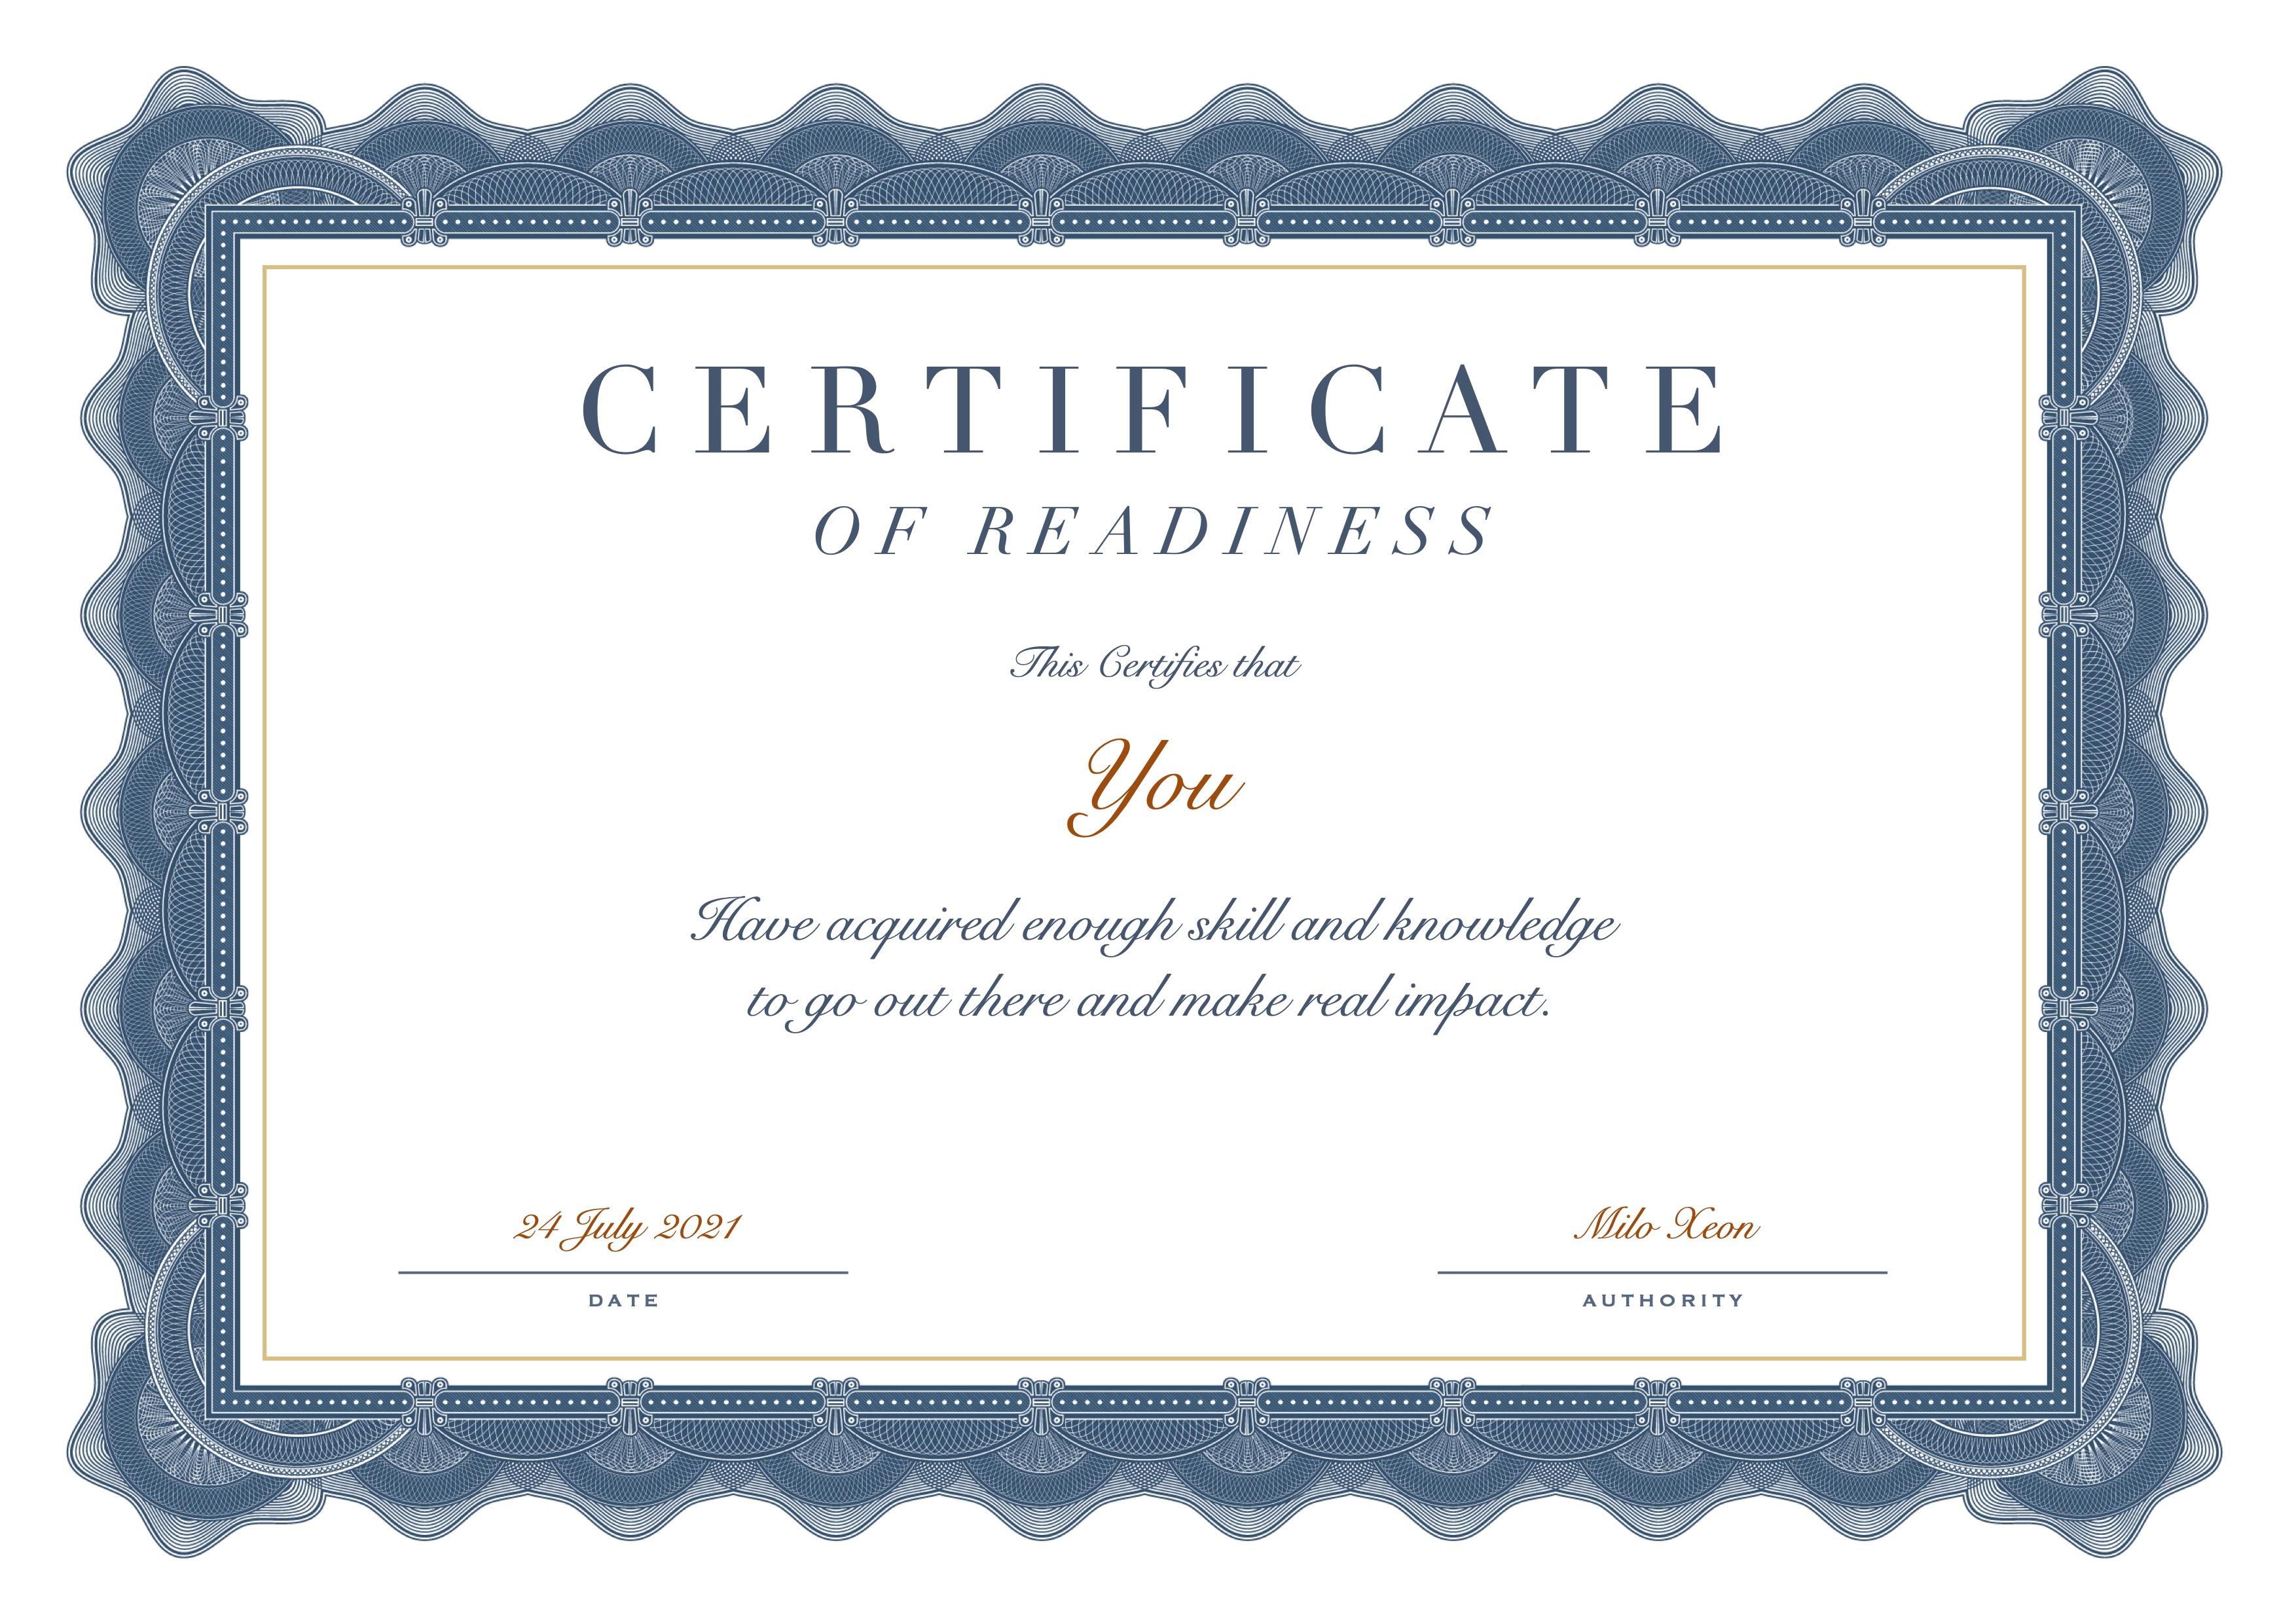 CERTIFICATE
OF READINESS
This Certifies that
You
Have acquired enough skill and knowledge
to go out there and make real impact.
24 July 2021
Milo Xeon
DATE
AUTHORITY